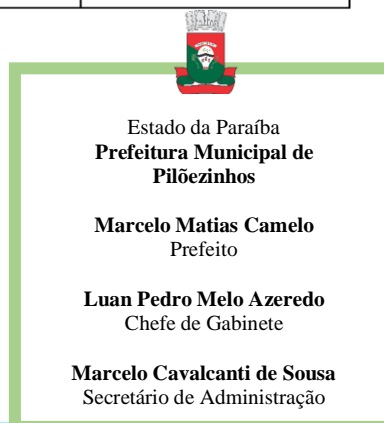 Estado da Paraíba
Prefeitura Municipal de
Pilõezinhos
Marcelo Matias Camelo
Prefeito
Luan Pedro Melo Azeredo
Chefe de Gabinete
Marcelo Cavalcanti de Sousa
Secretário de Administração